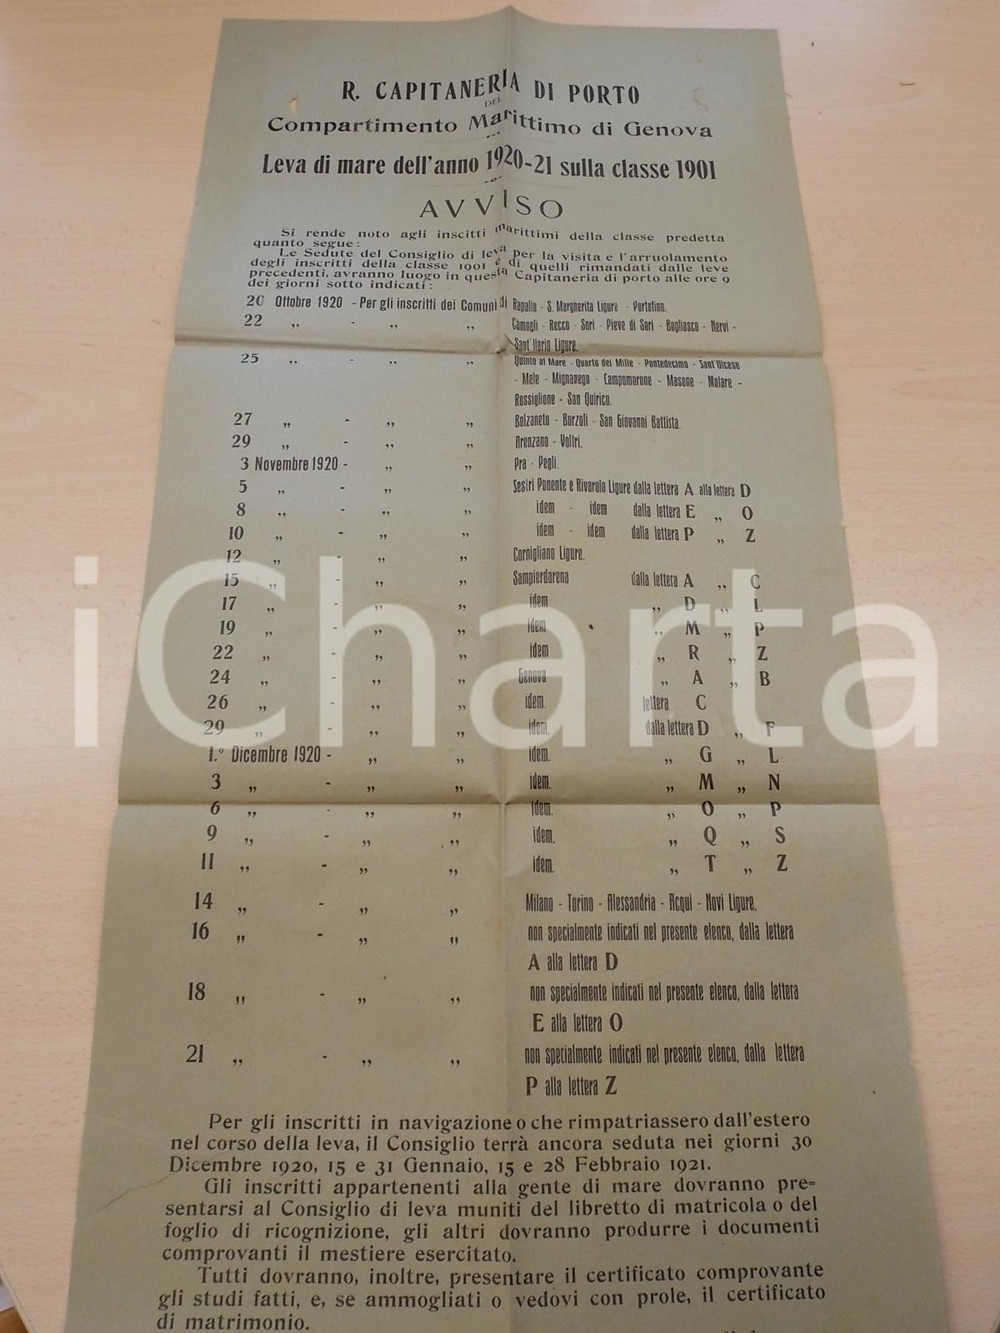 R. CAPITANERIA DI PORTO
DEL
Compartimento Marittimo di Genova
Leva di mare dell'anno 1920-21 sulla classe 1901
AVVISO
Si rende noto agli inscitti marittimi della classe predetta
quanto segue:
Le Sedute del Consiglio di leva per la visita e l'arruolamento
degli inscritti della classe 1901 e di quelli rimandati dalle leve
precedenti, avranno luogo in questa Capitaneria di porto alle ore 9
dei giorni sotto indicati:
20 Ottobre 1920 - Per gli inscritti dei Comuni di Rapallo - S. Margherita Ligure - Portofino.
22 „ - „ „ Camogli - Recco - Sori - Pieve di Sori - Bogliasco - Nervi -
Sant'Ilario Ligure.
25 „ - „ „ Quinto al Mare - Quarto dei Mille - Pontedecimo - Sant'Olcese
- Mele - Mignanego - Campomorone - Masone - Molare -
Rossiglione - San Quirico.
27 „ - „ „ Bolzaneto - Borzoli - San Giovanni Battista.
29 „ - „ „ Arenzano - Voltri.
3 Novembre 1920 - „ „ Pra - Pegli.
5 „ - „ „ Sestri Ponente e Rivarolo Ligure dalla lettera A alla lettera D
8 „ - „ „ idem - idem dalla lettera E „ O
10 „ - „ „ idem - idem dalla lettera P „ Z
12 „ - „ „ Cornigliano Ligure.
15 „ - „ „ Sampierdarena dalla lettera A „ C
17 „ - „ „ idem „ D „ L
19 „ - „ „ idem „ M „ P
22 „ - „ „ idem „ R „ Z
24 „ - „ „ Genova „ A „ B
26 „ - „ „ idem. lettera C
29 „ - „ „ idem. dalla lettera D „ F
1.º Dicembre 1920 - „ „ idem. „ G „ L
3 „ - „ „ idem. „ M „ N
6 „ - „ „ idem. „ O „ P
9 „ - „ „ idem. „ Q „ S
11 „ - „ „ idem. „ T „ Z
14 „ - „ „ Milano - Torino - Alessandria - Acqui - Novi Ligure.
16 „ - „ „ non specialmente indicati nel presente elenco, dalla lettera
A alla lettera D
18 „ - „ „ non specialmente indicati nel presente elenco, dalla lettera
E alla lettera O
21 „ - „ „ non specialmente indicati nel presente elenco, dalla lettera
P alla lettera Z
Per gli inscritti in navigazione o che rimpatriassero dall'estero
nel corso della leva, il Consiglio terrà ancora seduta nei giorni 30
Dicembre 1920, 15 e 31 Gennaio, 15 e 28 Febbraio 1921.
Gli inscritti appartenenti alla gente di mare dovranno pre=
sentarsi al Consiglio di leva muniti del libretto di matricola o del
foglio di ricognizione, gli altri dovranno produrre i documenti
comprovanti il mestiere esercitato.
Tutti dovranno, inoltre, presentare il certificato comprovante
gli studi fatti, e, se ammogliati o vedovi con prole, il certificato
di matrimonio.
iCharta